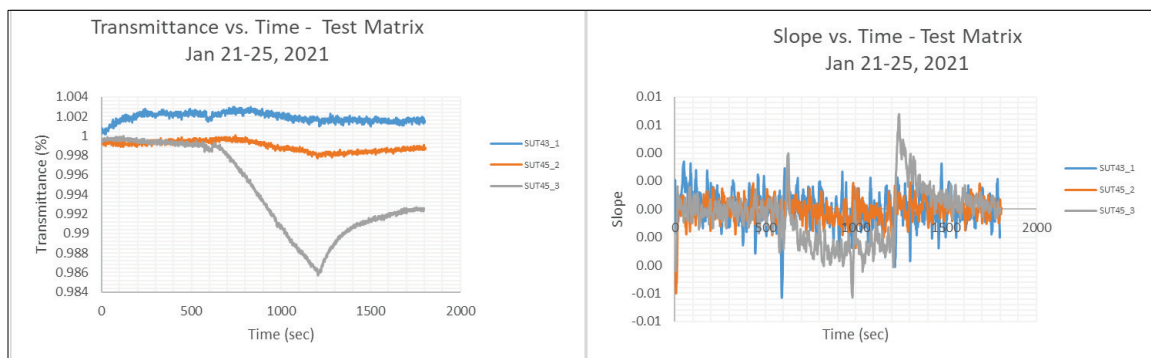 Transmittance vs. Time - Test Matrix
Jan 21-25, 2021
Transmittance (%)
1.004
1.002
1
0.998
0.996
0.994
0.992
0.99
0.988
0.986
0.984
0
500
1000
1500
2000
Time (sec)
SUT43_1
SUT45_2
SUT45_3
Slope vs. Time - Test Matrix
Jan 21-25, 2021
Slope
0.01
0.01
0.00
0.00
0.00
0.00
0.00
-0.01
-0.01
0
500
1000
1500
2000
Time (sec)
SUT43_1
SUT45_2
SUT45_3